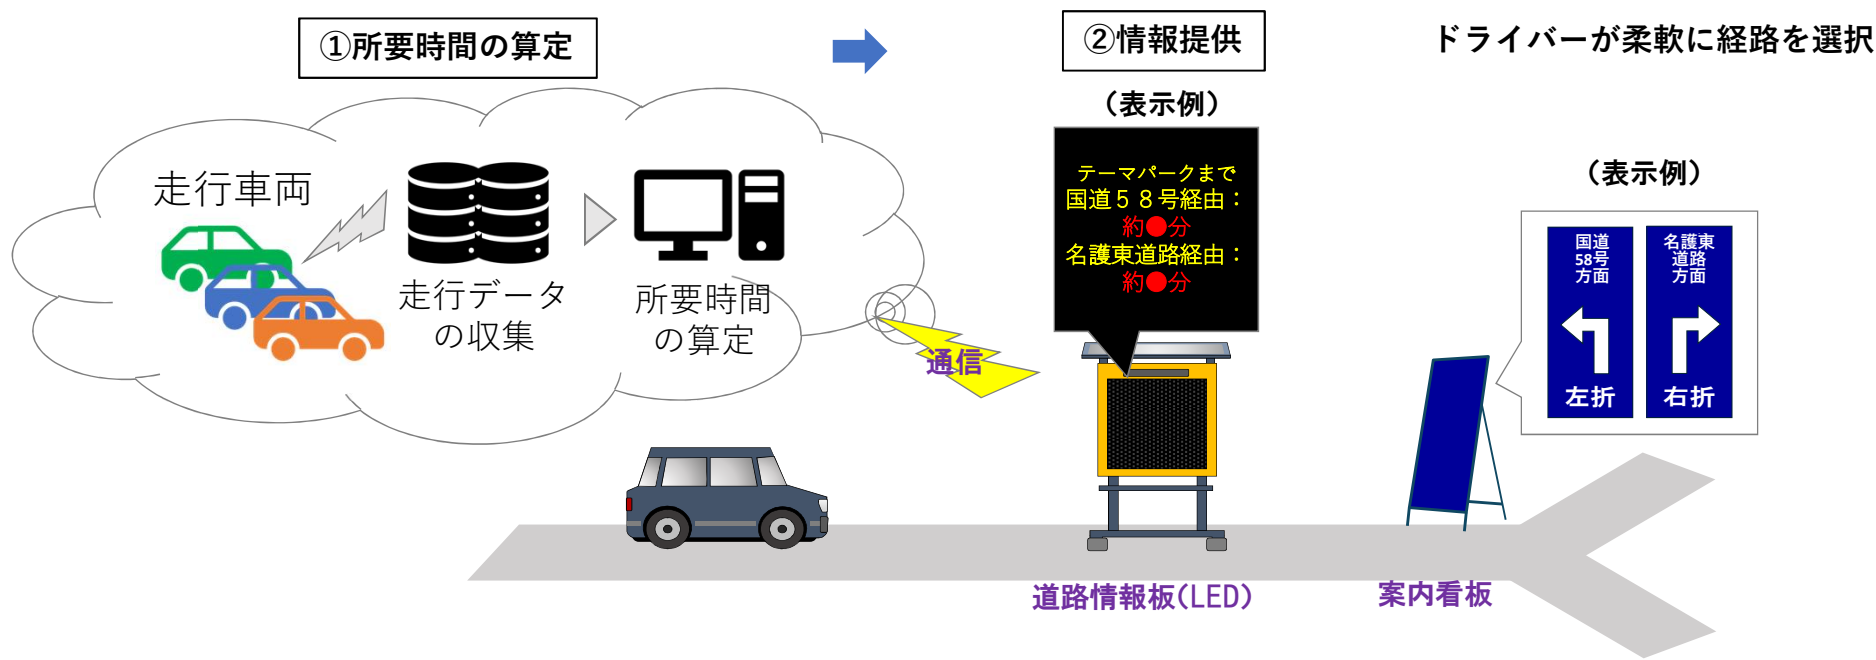 ①所要時間の算定
②情報提供
ドライバーが柔軟に経路を選択
（表示例）
走行車両
走行データ
の収集
所要時間
の算定
通信
テーマパークまで
国道５８号経由：
約●分
名護東道路経由：
約●分
（表示例）
国道
58号
方面
左折
名護東
道路
方面
右折
道路情報板(LED)
案内看板